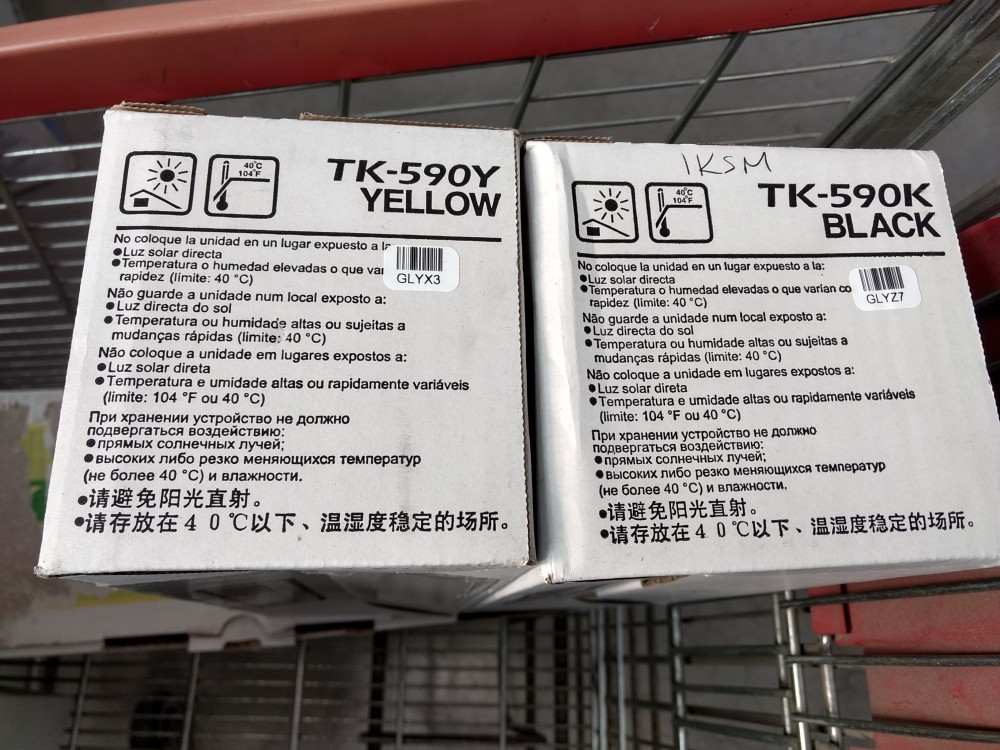 40°C
104°F
TK-590Y
YELLOW
No coloque la unidad en un lugar expuesto a la
●Luz solar directa
●Temperatura o humedad elevadas o que var
rapidez (límite: 40 °C)
GLYX3
Não guarde a unidade num local exposto a:
●Luz directa do sol
●Temperatura ou humidade altas ou sujeitas a
mudanças rápidas (limite: 40 °C)
Não coloque a unidade em lugares expostos a:
●Luz solar direta
●Temperatura e umidade altas ou rapidamente variáveis
(limite: 104 °F ou 40 °C)
При хранении устройство не должно
подвергаться воздействию:
●прямых солнечных лучей;
●высоких либо резко меняющихся температур
(не более 40 °C) и влажности.
●请避免阳光直射。
●请存放在40℃以下、温湿度稳定的场所。
1KSM
40°C
104°F
TK-590K
BLACK
No coloque la unidad en un lugar expuesto a la:
●Luz solar directa
●Temperatura o humedad elevadas o que varian co
rapidez (límite: 40 °C)
GLYZ7
Não guarde a unidade num local exposto a:
●Luz directa do sol
●Temperatura ou humidade altas ou sujeitas a
mudanças rápidas (limite: 40 °C)
Não coloque a unidade em lugares expostos a:
●Luz solar direta
●Temperatura e umidade altas ou rapidamente variáveis
(limite: 104 °F ou 40 °C)
При хранении устройство не должно
подвергаться воздействию:
●прямых солнечных лучей;
●высоких либо резко меняющихся температур
(не более 40 °C) и влажности.
●请避免阳光直射。
●请存放在40℃以下、温湿度稳定的场所。